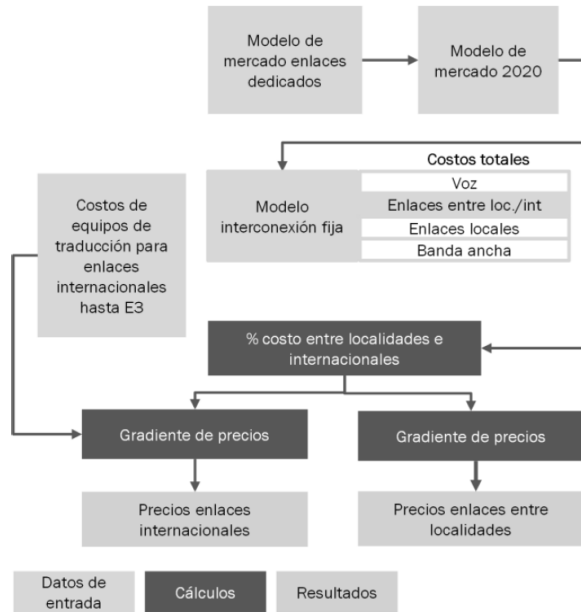 Modelo de
mercado enlaces
dedicados
Modelo de
mercado 2020
Costos totales
Costos de
equipos de
traducción para
enlaces
internacionales
hasta E3
Modelo
interconexión fija
Voz
Enlaces entre loc./int
Enlaces locales
Banda ancha
% costo entre localidades e
internacionales
Gradiente de precios
Gradiente de precios
Precios enlaces
internacionales
Precios enlaces entre
localidades
Datos de
entrada
Cálculos
Resultados